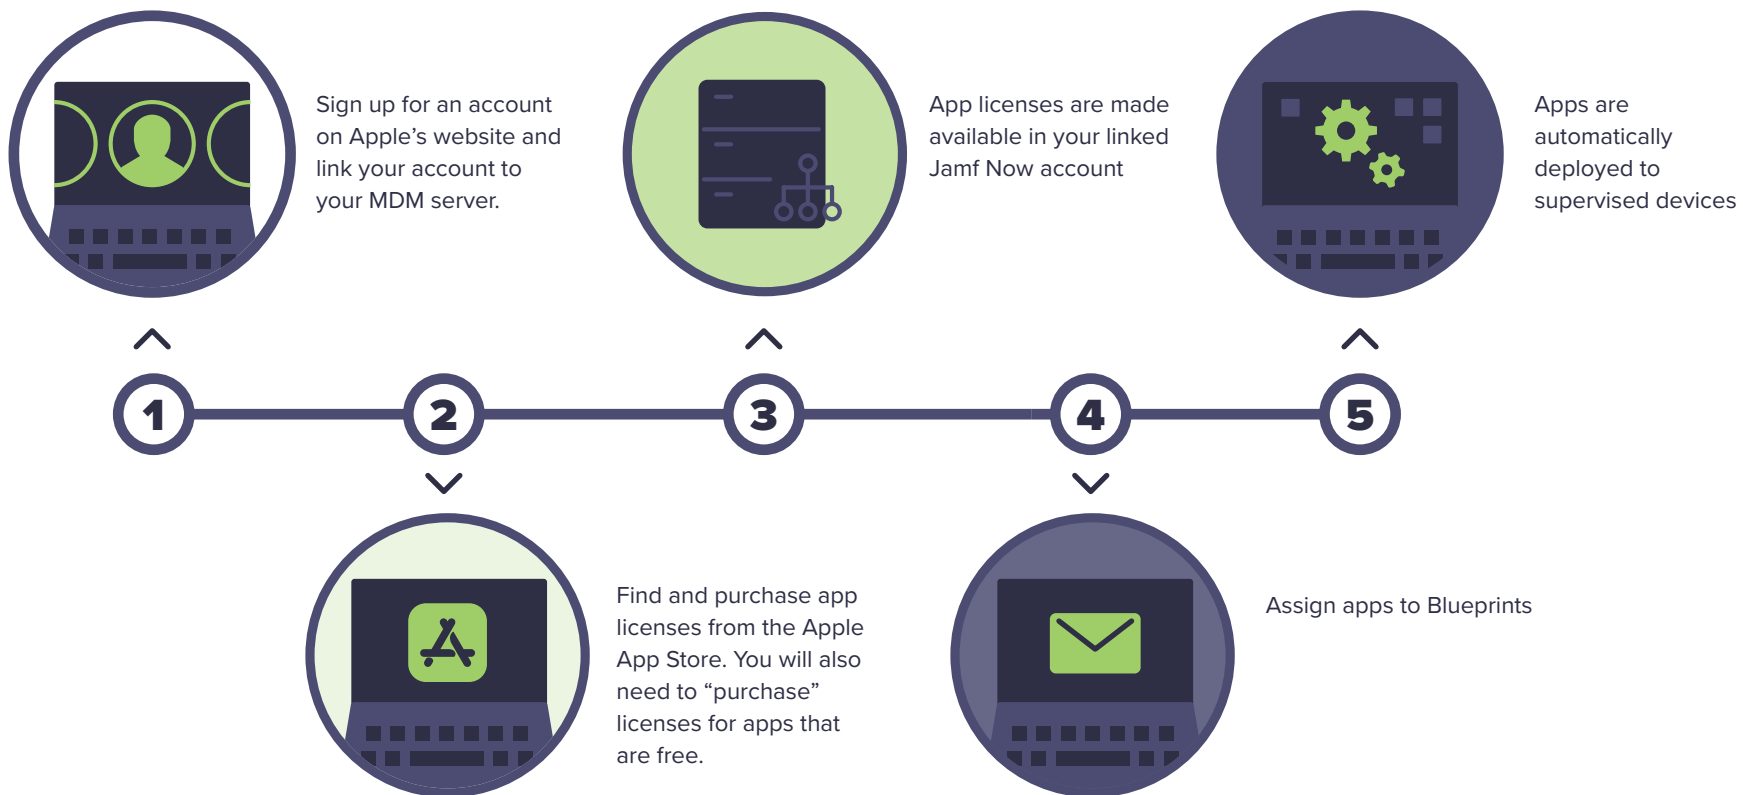 Sign up for an account
on Apple’s website and
link your account to
your MDM server.
App licenses are made
available in your linked
Jamf Now account
Apps are
automatically
deployed to
supervised devices
1
2
3
4
5
Find and purchase app
licenses from the Apple
App Store. You will also
need to “purchase”
licenses for apps that
are free.
Assign apps to Blueprints